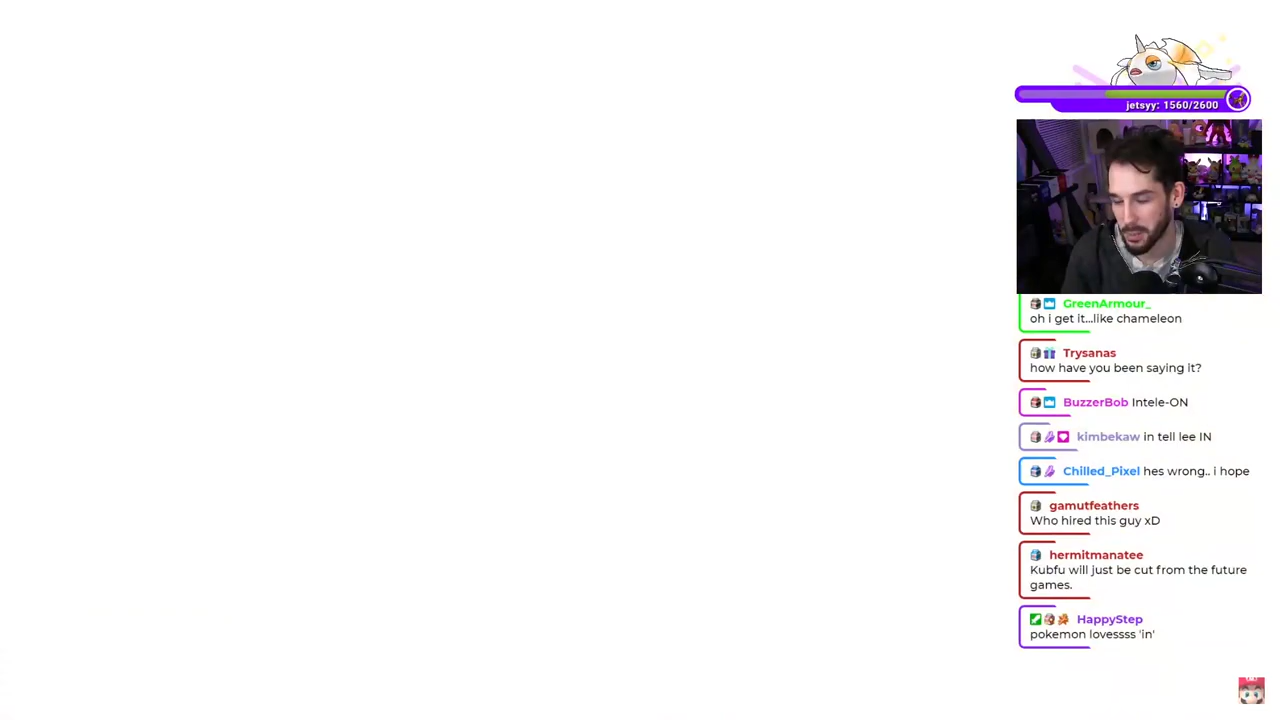 jetsyy: 1560/2600
GreenArmour_
oh i get it...like chameleon
Trysanas
how have you been saying it?
BuzzerBob Intele-ON
kimbekaw in tell lee IN
Chilled_Pixel hes wrong.. i hope
gamutfeathers
Who hired this guy xD
hermitmanatee
Kubfu will just be cut from the future
games.
HappyStep
pokemon lovessss 'in'